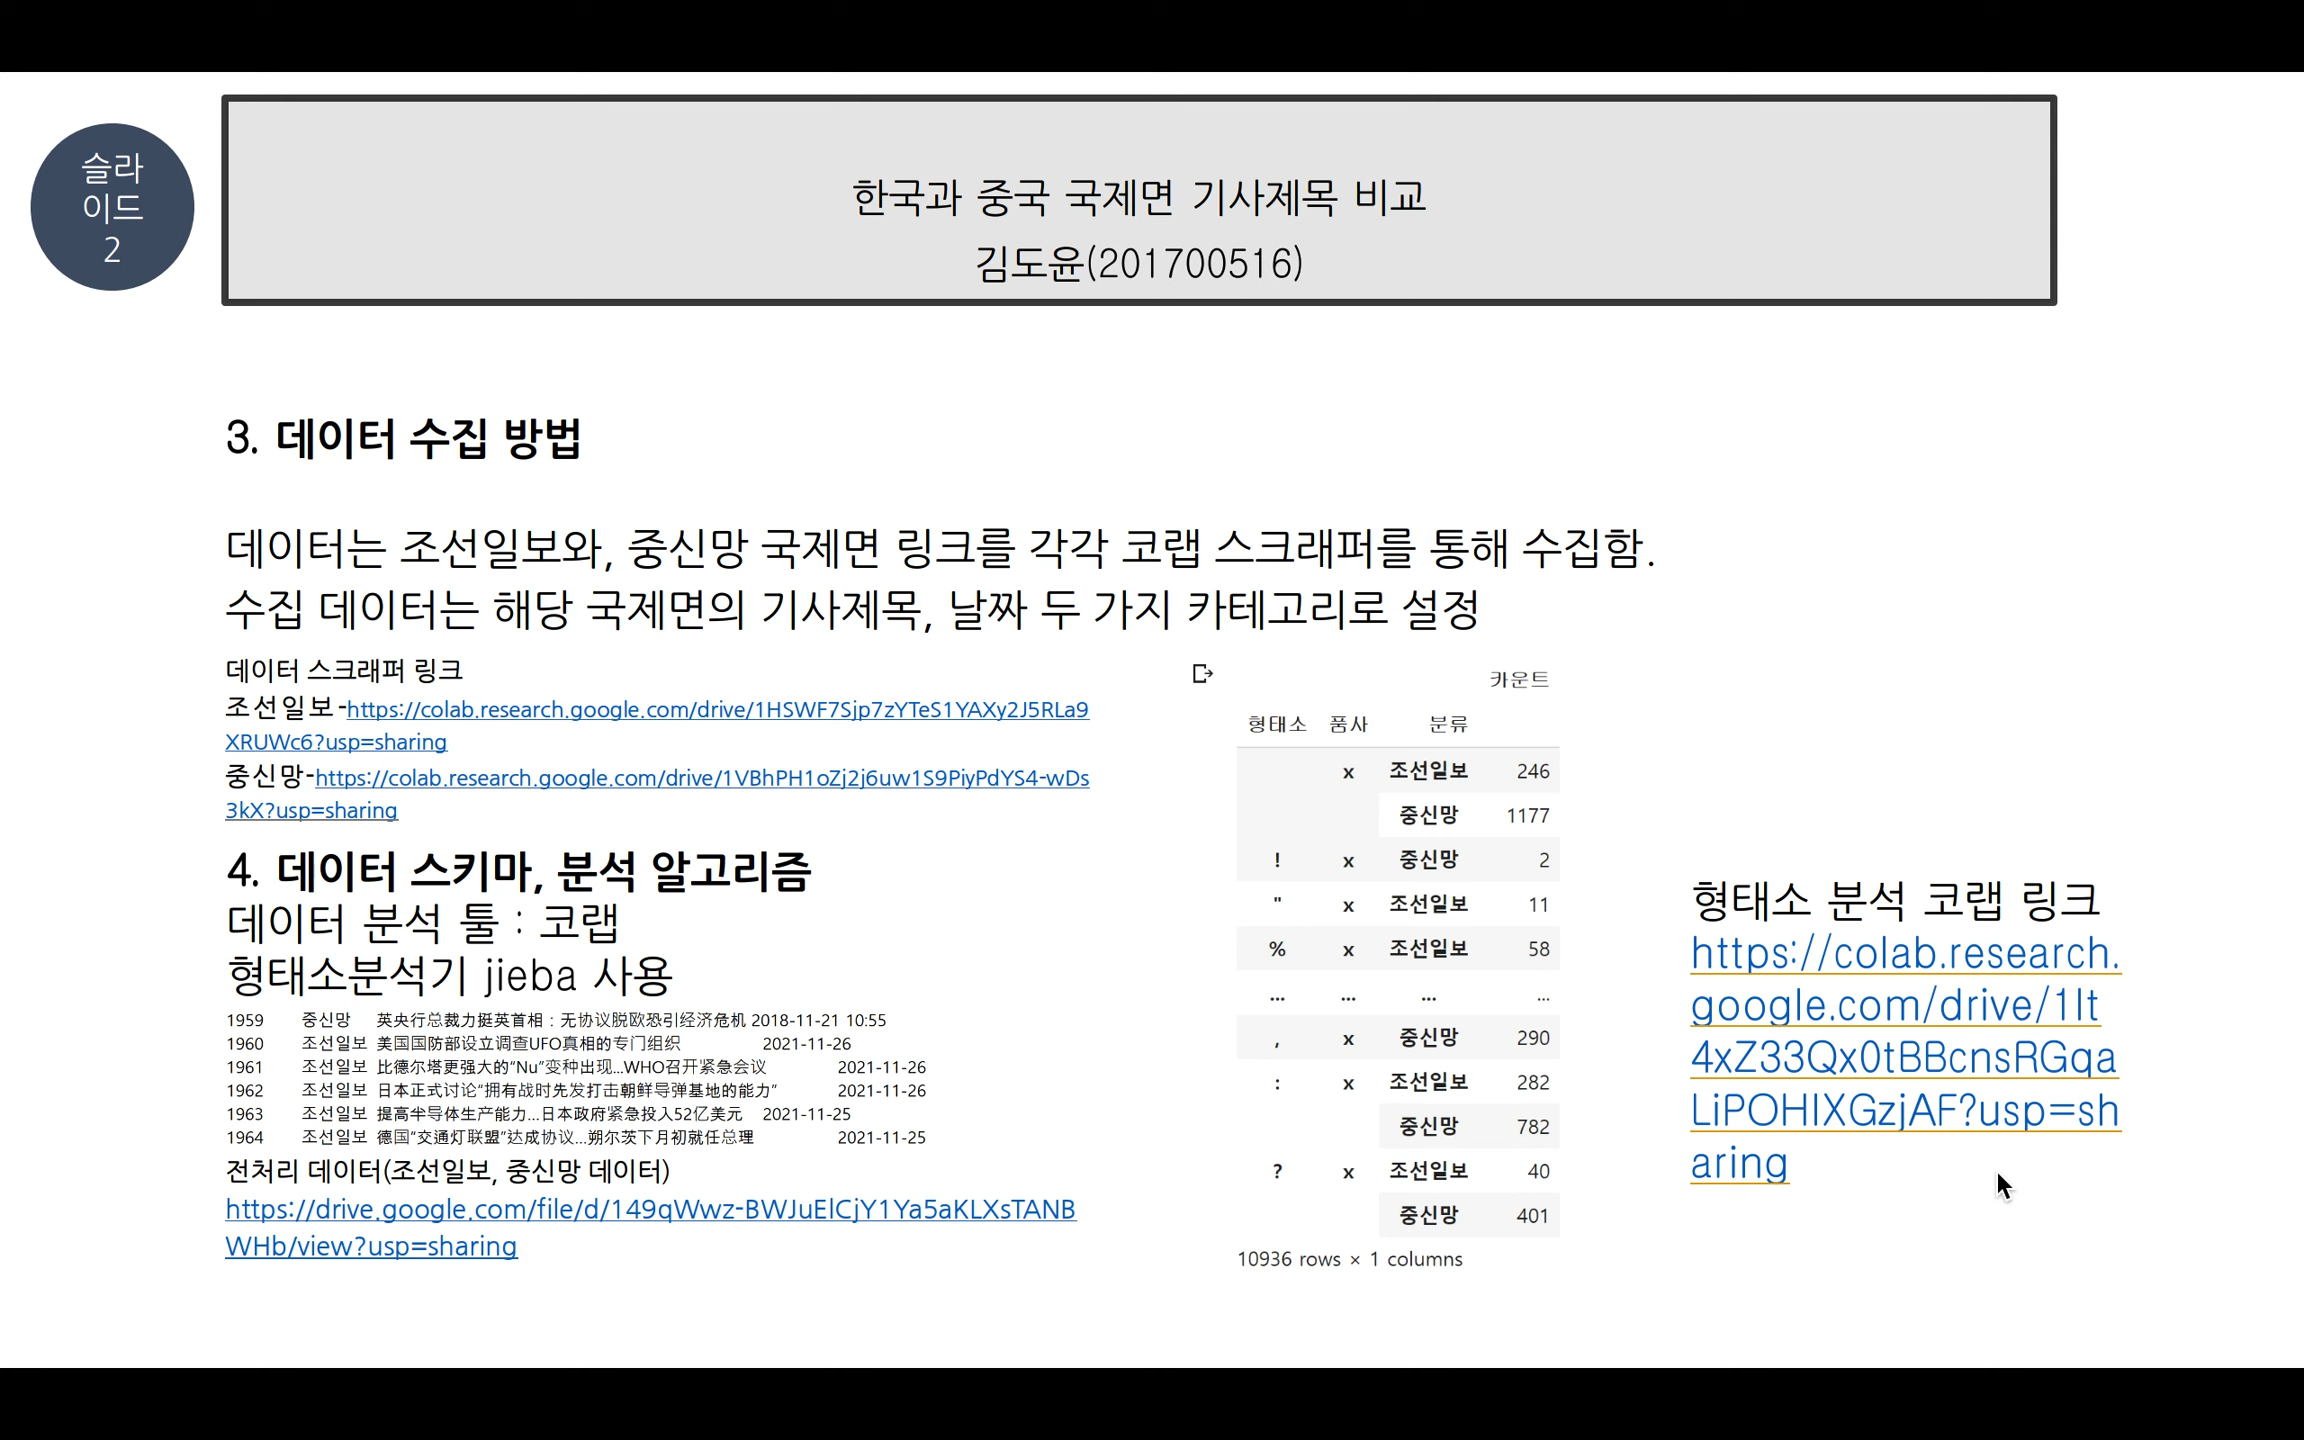 슬라
이드
2
한국과 중국 국제면 기사제목 비교
김도윤(201700516)
3. 데이터 수집 방법
데이터는 조선일보와, 중신망 국제면 링크를 각각 코랩 스크래퍼를 통해 수집함.
수집 데이터는 해당 국제면의 기사제목, 날짜 두 가지 카테고리로 설정
데이터 스크래퍼 링크
조선일보-https://colab.research.google.com/drive/1HSWF7Sjp7zYTeS1YAXy2J5RLa9
XRUWc6?usp=sharing
중신망-https://colab.research.google.com/drive/1VBhPH1oZj2j6uw1S9PiyPdYS4-wDs
3kX?usp=sharing
4. 데이터 스키마, 분석 알고리즘
데이터 분석 툴 : 코랩
형태소분석기 jieba 사용
1959 중신망 英央行总裁力挺英首相：无协议脱欧恐引经济危机 2018-11-21 10:55
1960 조선일보 美国国防部设立调查UFO真相的专门组织 2021-11-26
1961 조선일보 比德尔塔更强大的“Nu”变种出现...WHO召开紧急会议 2021-11-26
1962 조선일보 日本正式讨论“拥有战时先发打击朝鲜导弹基地的能力” 2021-11-26
1963 조선일보 提高半导体生产能力...日本政府紧急投入52亿美元 2021-11-25
1964 조선일보 德国“交通灯联盟”达成协议...朔尔茨下月初就任总理 2021-11-25
전처리 데이터(조선일보, 중신망 데이터)
https://drive.google.com/file/d/149qWwz-BWJuElCjY1Ya5aKLXsTANB
WHb/view?usp=sharing
카운트
형태소 품사 분류
x 조선일보 246
중신망 1177
! x 중신망 2
" x 조선일보 11
% x 조선일보 58
... ... ... ...
, x 중신망 290
: x 조선일보 282
중신망 782
? x 조선일보 40
중신망 401
10936 rows × 1 columns
형태소 분석 코랩 링크
https://colab.research.
google.com/drive/1It
4xZ33Qx0tBBcnsRGqa
LiPOHIXGzjAF?usp=sh
aring